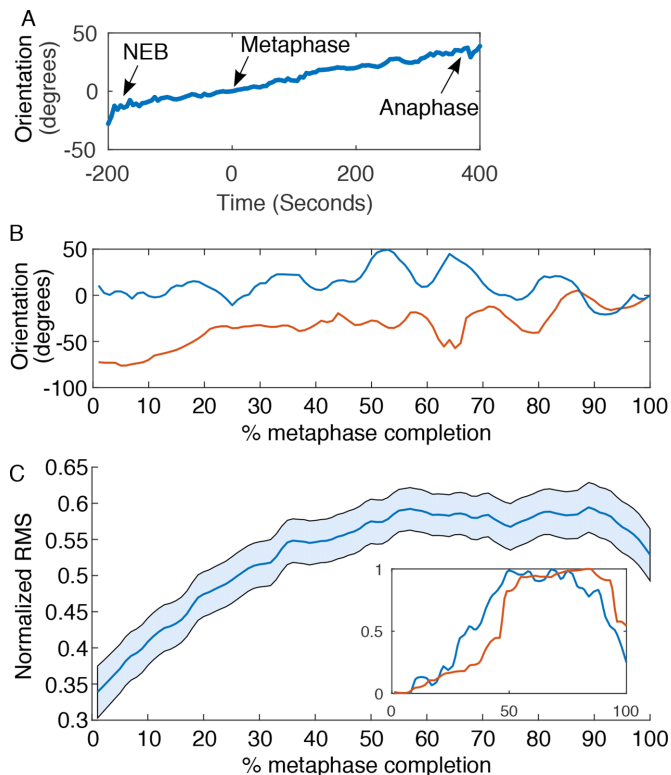 A
Orientation
(degrees)
50
0
-50
NEB
Metaphase
Anaphase
-200
0
200
400
Time (Seconds)
B
Orientation
(degrees)
50
0
-50
-100
0 10 20 30 40 50 60 70 80 90 100
% metaphase completion
C
Normalized RMS
0.65
0.6
0.55
0.5
0.45
0.4
0.35
0.3
1
0.5
0
0 50 100
0 10 20 30 40 50 60 70 80 90 100
% metaphase completion